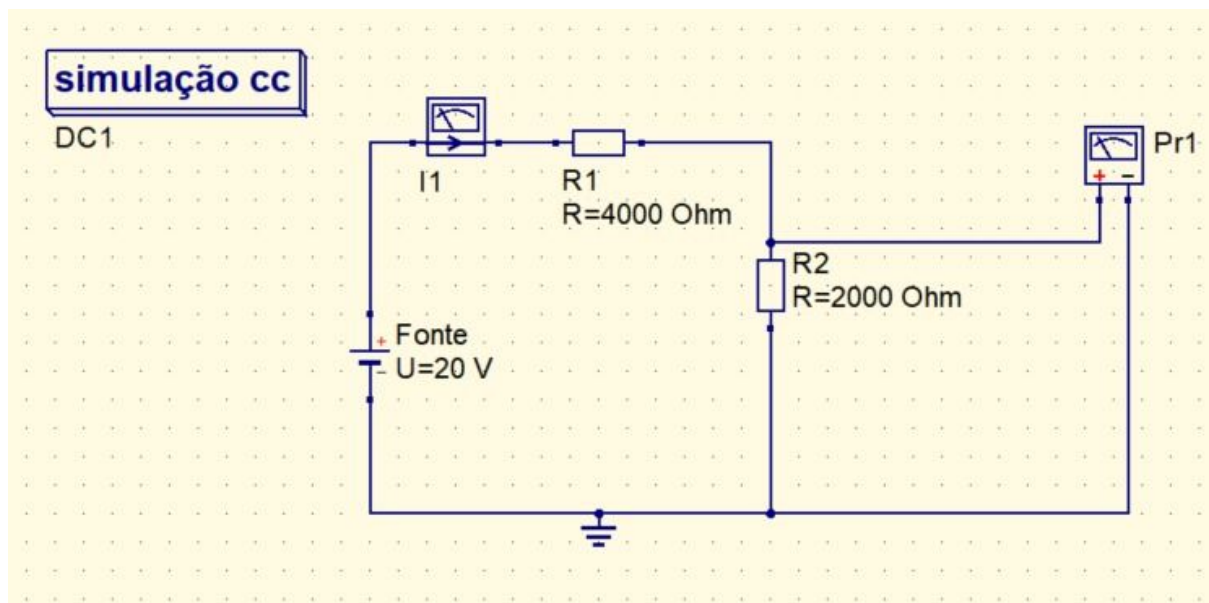 simulação cc
DC1
I1
R1
R=4000 Ohm
Pr1
+ −
R2
R=2000 Ohm
+ Fonte
− U=20 V